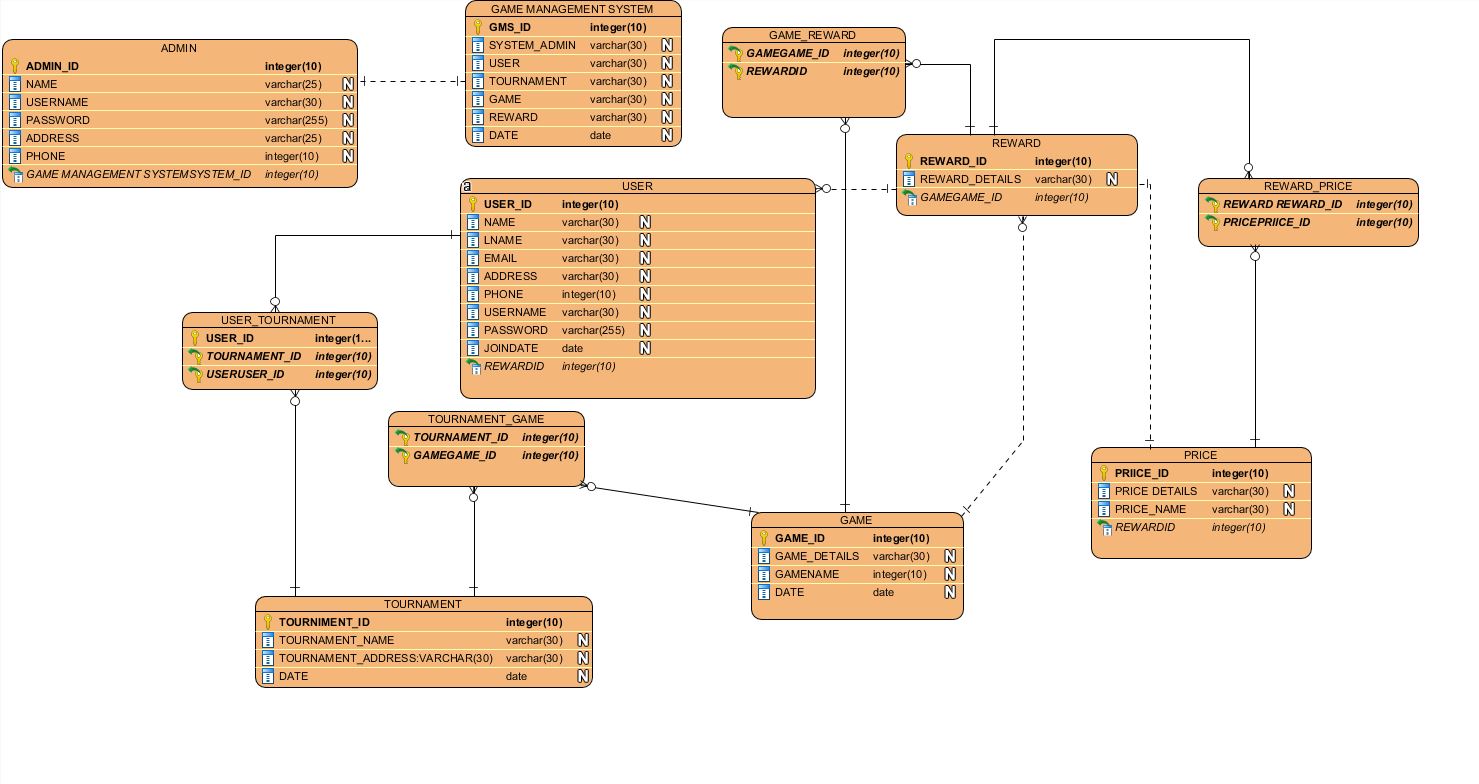 ADMIN
ADMIN_ID integer(10)
NAME varchar(25) N
USERNAME varchar(30) N
PASSWORD varchar(255) N
ADDRESS varchar(25) N
PHONE integer(10) N
GAME MANAGEMENT SYSTEMSYSTEM_ID integer(10)
GAME MANAGEMENT SYSTEM
GMS_ID integer(10)
SYSTEM_ADMIN varchar(30) N
USER varchar(30) N
TOURNAMENT varchar(30) N
GAME varchar(30) N
REWARD varchar(30) N
DATE date N
GAME_REWARD
GAMEGAME_ID integer(10)
REWARDID integer(10)
REWARD
REWARD_ID integer(10)
REWARD_DETAILS varchar(30) N
GAMEGAME_ID integer(10)
REWARD_PRICE
REWARD REWARD_ID integer(10)
PRICEPRIICE_ID integer(10)
a
USER
USER_ID integer(10)
NAME varchar(30) N
LNAME varchar(30) N
EMAIL varchar(30) N
ADDRESS varchar(30) N
PHONE integer(10) N
USERNAME varchar(30) N
PASSWORD varchar(255) N
JOINDATE date N
REWARDID integer(10)
USER_TOURNAMENT
USER_ID integer(1...
TOURNAMENT_ID integer(10)
USERUSER_ID integer(10)
TOURNAMENT_GAME
TOURNAMENT_ID integer(10)
GAMEGAME_ID integer(10)
PRICE
PRIICE_ID integer(10)
PRICE DETAILS varchar(30) N
PRICE_NAME varchar(30) N
REWARDID integer(10)
GAME
GAME_ID integer(10)
GAME_DETAILS varchar(30) N
GAMENAME integer(10) N
DATE date N
TOURNAMENT
TOURNIMENT_ID integer(10)
TOURNAMENT_NAME varchar(30) N
TOURNAMENT_ADDRESS:VARCHAR(30) varchar(30) N
DATE date N